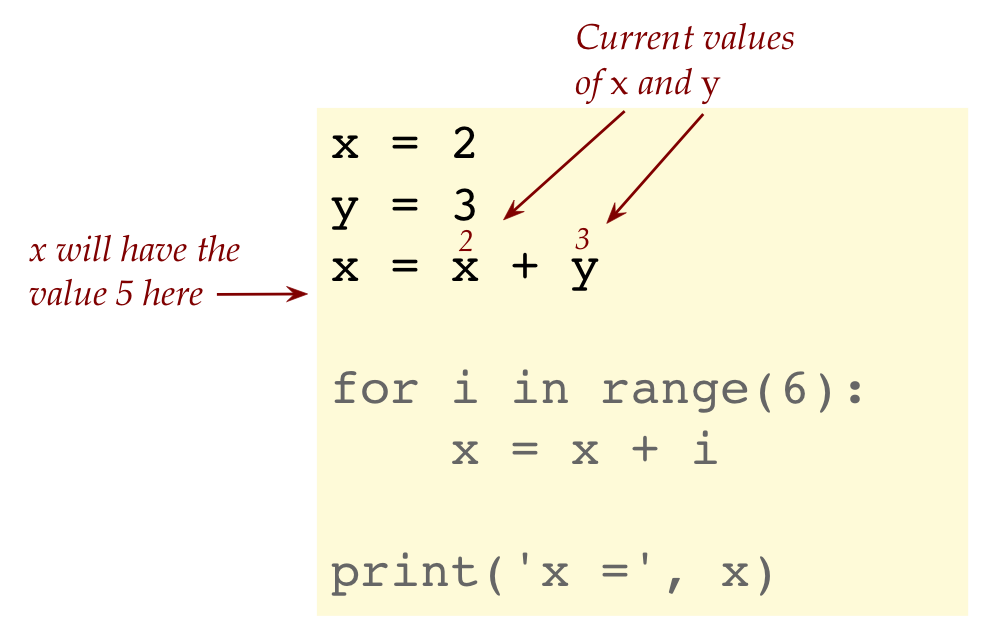 Current values
of x and y
x = 2
y = 3
2 3
x = x + y
x will have the
value 5 here
for i in range(6):
    x = x + i
print('x =', x)